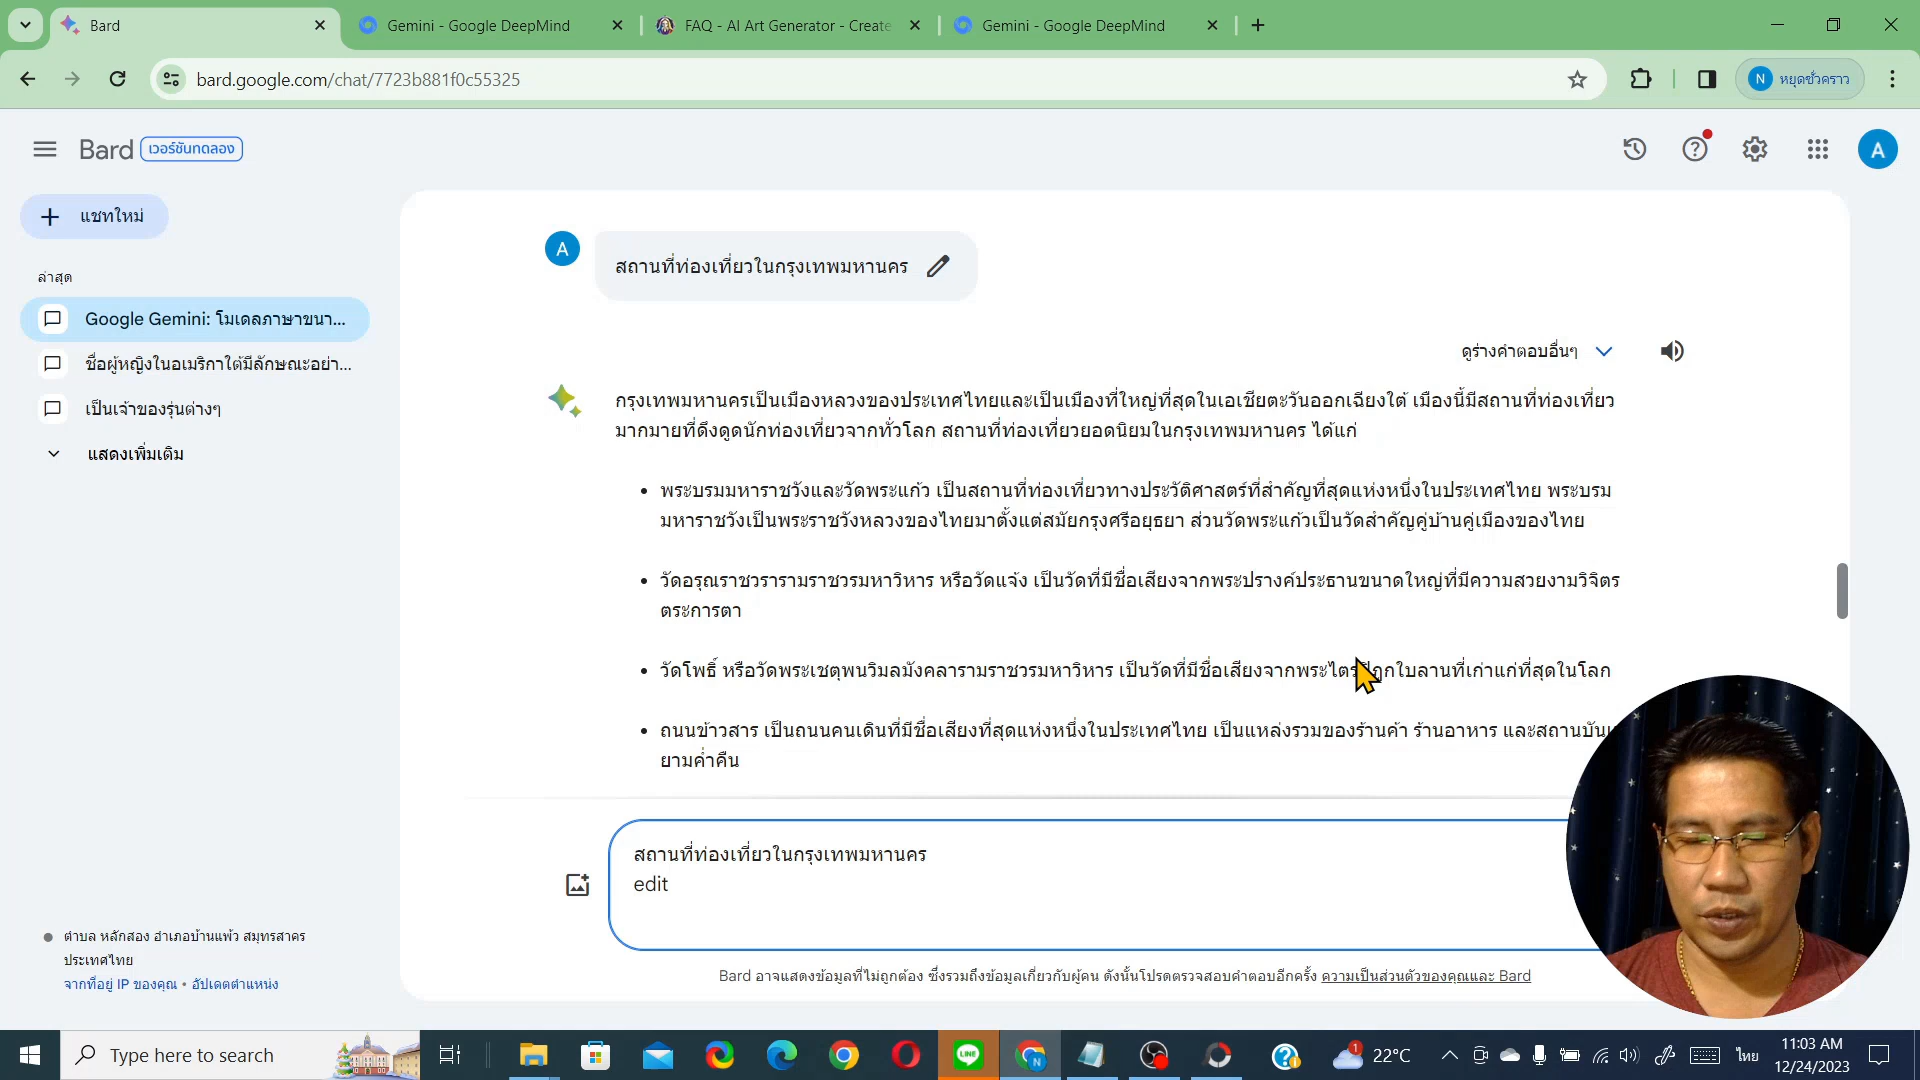 Bard
Gemini - Google DeepMind
FAQ - AI Art Generator - Create
Gemini - Google DeepMind
bard.google.com/chat/7723b881f0c55325
N หยุดชั่วคราว
Bard เวอร์ชันทดลอง
A
แชทใหม่
ล่าสุด
Google Gemini: โมเดลภาษาขนา...
ชื่อผู้หญิงในอเมริกาใต้มีลักษณะอย่า...
เป็นเจ้าของรุ่นต่างๆ
แสดงเพิ่มเติม
A
สถานที่ท่องเที่ยวในกรุงเทพมหานคร
ดูร่างคำตอบอื่นๆ
กรุงเทพมหานครเป็นเมืองหลวงของประเทศไทยและเป็นเมืองที่ใหญ่ที่สุดในเอเชียตะวันออกเฉียงใต้ เมืองนี้มีสถานที่ท่องเที่ยว
มากมายที่ดึงดูดนักท่องเที่ยวจากทั่วโลก สถานที่ท่องเที่ยวยอดนิยมในกรุงเทพมหานคร ได้แก่
• พระบรมมหาราชวังและวัดพระแก้ว เป็นสถานที่ท่องเที่ยวทางประวัติศาสตร์ที่สำคัญที่สุดแห่งหนึ่งในประเทศไทย พระบรม
มหาราชวังเป็นพระราชวังหลวงของไทยมาตั้งแต่สมัยกรุงศรีอยุธยา ส่วนวัดพระแก้วเป็นวัดสำคัญคู่บ้านคู่เมืองของไทย
• วัดอรุณราชวรารามราชวรมหาวิหาร หรือวัดแจ้ง เป็นวัดที่มีชื่อเสียงจากพระปรางค์ประธานขนาดใหญ่ที่มีความสวยงามวิจิตร
ตระการตา
• วัดโพธิ์ หรือวัดพระเชตุพนวิมลมังคลารามราชวรมหาวิหาร เป็นวัดที่มีชื่อเสียงจากพระไตรปิฎกใบลานที่เก่าแก่ที่สุดในโลก
• ถนนข้าวสาร เป็นถนนคนเดินที่มีชื่อเสียงที่สุดแห่งหนึ่งในประเทศไทย เป็นแหล่งรวมของร้านค้า ร้านอาหาร
ยามค่ำคืน
สถานที่ท่องเที่ยวในกรุงเทพมหานคร
edit
Bard อาจแสดงข้อมูลที่ไม่ถูกต้อง ซึ่งรวมถึงข้อมูลเกี่ยวกับผู้คน ดังนั้นโปรดตรวจสอบคำตอบอีกครั้ง ความเป็นส่วนตัวของคุณและ Bard
ตำบล หลักสอง อำเภอบ้านแพ้ว สมุทรสาคร
ประเทศไทย
จากที่อยู่ IP ของคุณ • อัปเดตตำแหน่ง
Type here to search
LINE
N
1
22°C
ไทย
11:03 AM
12/24/2023